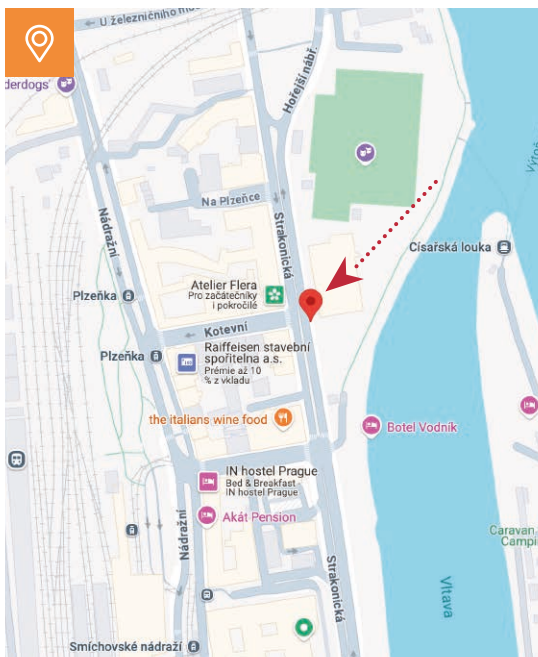 U železničního m
derdogs
Hořejší nábř.
Výtoň
Na Plzeňce
Strakonická
Nádražní
Císařská louka
Plzeňka
Atelier Flera
Pro začátečníky
i pokročilé
Kotevní
Plzeňka
Raiffeisen stavební
spořitelna a.s.
Prémie až 10
% z vkladu
the italians wine food
Botel Vodník
IN hostel Prague
Bed & Breakfast
IN hostel Prague
Akát Pension
Nádražní
Caravan
Campi
Strakonická
Vltava
Smíchovské nádraží